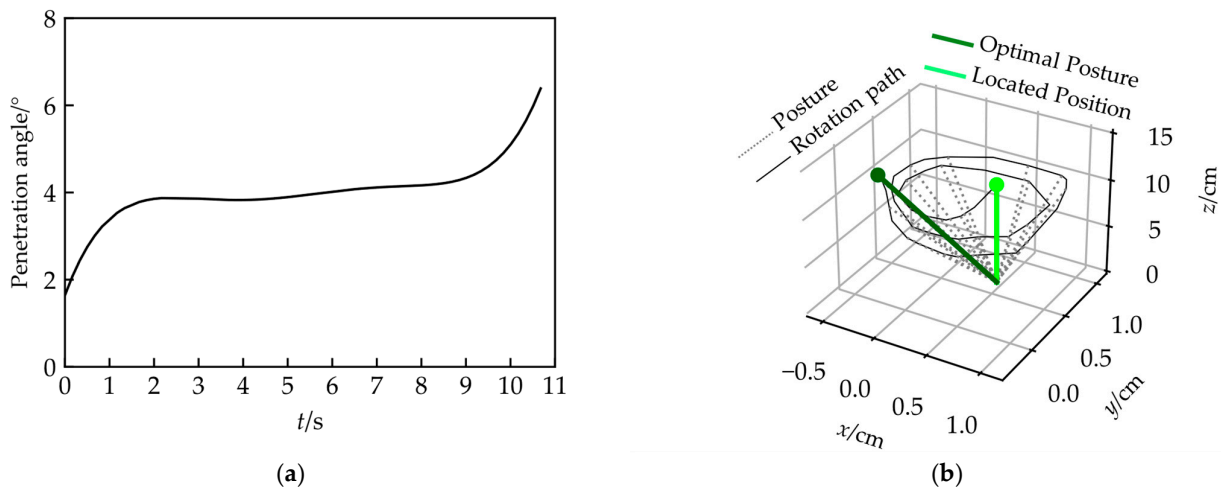 8
6
4
2
0
Penetration angle/°
0 1 2 3 4 5 6 7 8 9 10 11
t/s
(a)
Optimal Posture
Located Position
Posture
Rotation path
15
10
5
0
z/cm
1.0
0.5
0.0
y/cm
−0.5
0.0
0.5
1.0
x/cm
(b)